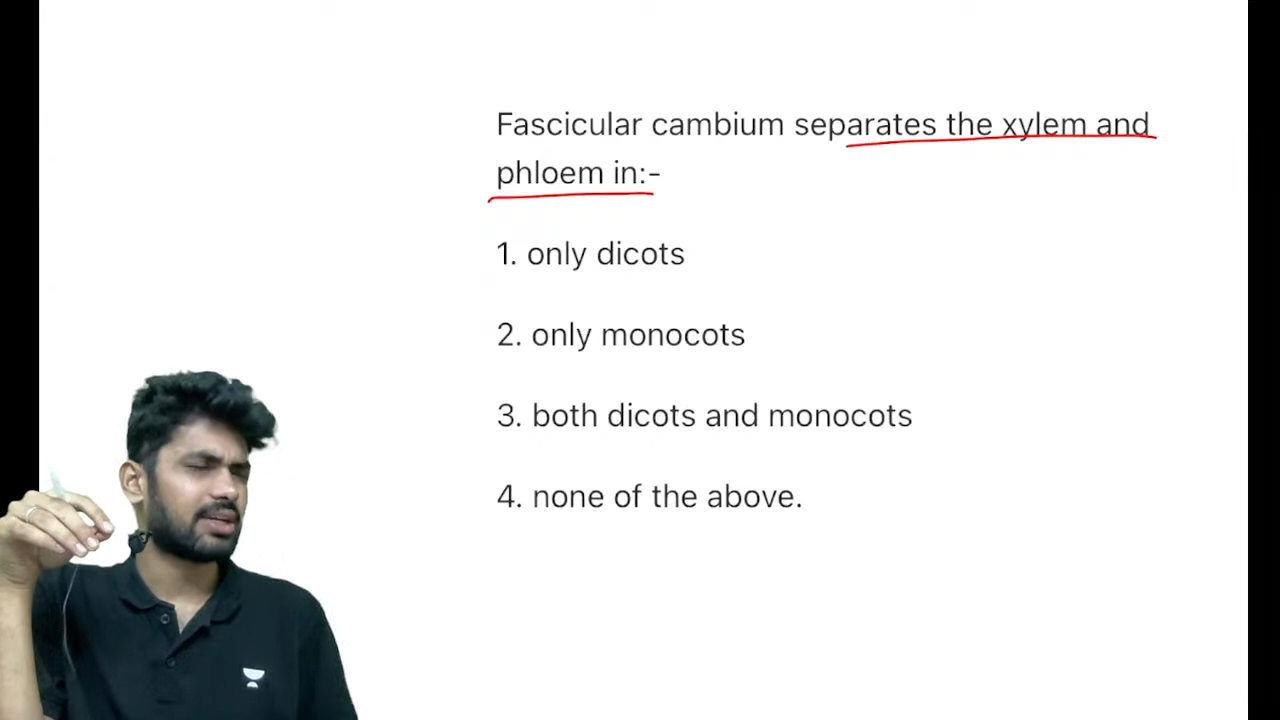 Fascicular cambium separates the xylem and
phloem in:-
1. only dicots
2. only monocots
3. both dicots and monocots
4. none of the above.